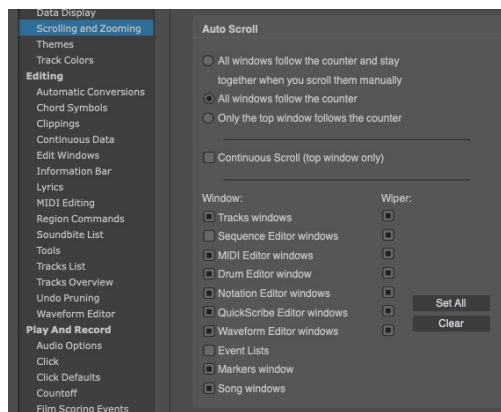 Data Display
Scrolling and Zooming
Themes
Track Colors
Editing
Automatic Conversions
Chord Symbols
Clippings
Continuous Data
Edit Windows
Information Bar
Lyrics
MIDI Editing
Region Commands
Soundbite List
Tools
Tracks List
Tracks Overview
Undo Pruning
Waveform Editor
Play And Record
Audio Options
Click
Click Defaults
Countoff
Film Scoring Events
Auto Scroll
All windows follow the counter and stay
together when you scroll them manually
All windows follow the counter
Only the top window follows the counter
Continuous Scroll (top window only)
Window: Wiper:
Tracks windows
Sequence Editor windows
MIDI Editor windows
Drum Editor window
Notation Editor windows
QuickScribe Editor windows
Waveform Editor windows
Event Lists
Markers window
Song windows
Set All
Clear